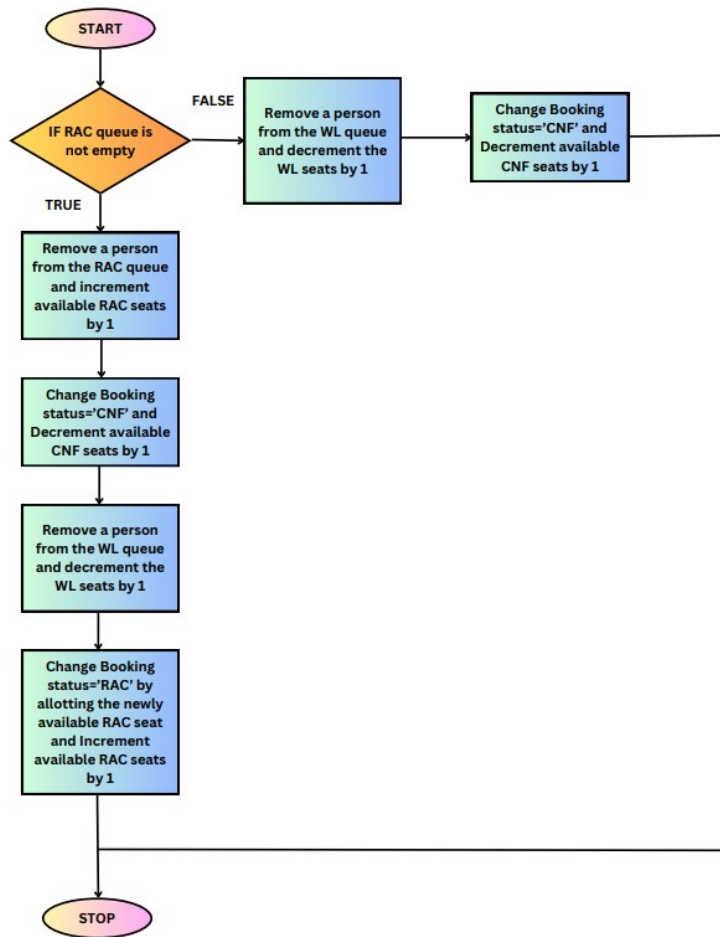 START
IF RAC queue is
not empty
FALSE
Remove a person
from the WL queue
and decrement the
WL seats by 1
Change Booking
status=’CNF’ and
Decrement available
CNF seats by 1
TRUE
Remove a person
from the RAC queue
and increment
available RAC seats
by 1
Change Booking
status=’CNF’ and
Decrement available
CNF seats by 1
Remove a person
from the WL queue
and decrement the
WL seats by 1
Change Booking
status=’RAC’ by
allotting the newly
available RAC seat
and Increment
available RAC seats
by 1
STOP